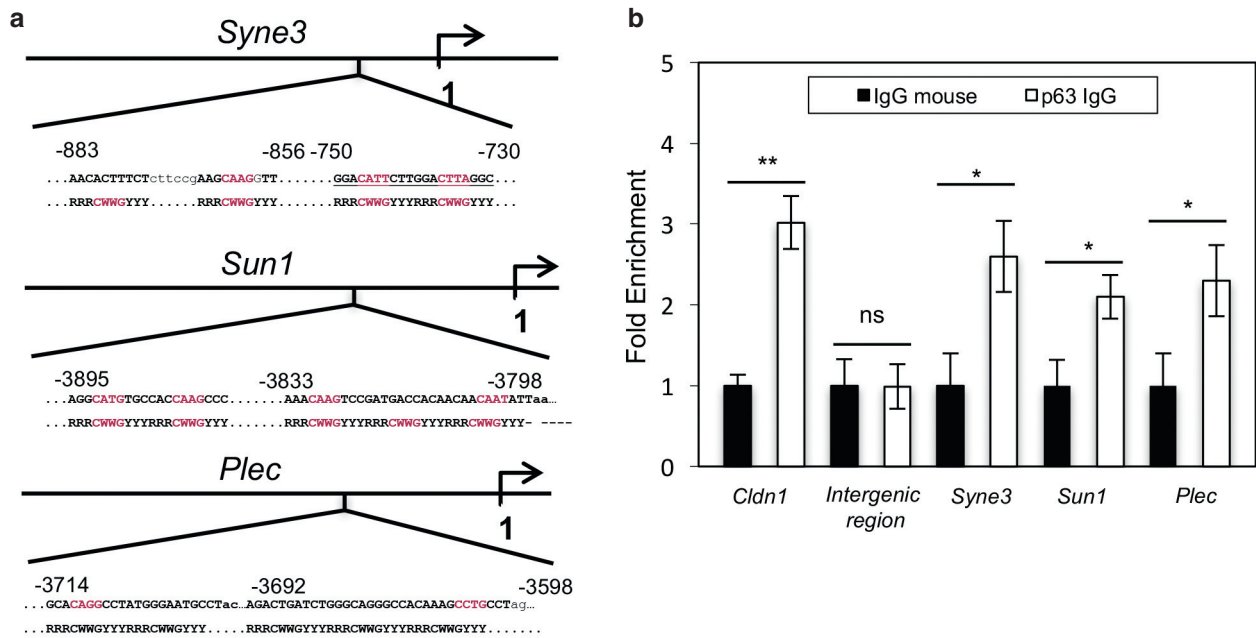 a
Syne3
1
-883 -856 -750 -730
...AACACTTTCTcttccgAAGCAAGGTT.......GGACATTCTTGGACTTAGGC...
...RRRCWWGYYY......RRRCWWGYYY.......RRRCWWGYYYRRRCWWGYYY...
Sun1
1
-3895 -3833 -3798
...AGGCATGTGCCACCAAGCCC.......AAACAAGTCCGATGACCACAACAACAATATTaa...
...RRRCWWGYYYRRRCWWGYYY.......RRRCWWGYYYRRRCWWGYYYRRRCWWGYYY- ----
Plec
1
-3714 -3692 -3598
...GCACAGGCCTATGGGAATGCCTac...AGACTGATCTGGGCAGGGCCACAAAGCCTGCCTag...
...RRRCWWGYYYRRRCWWGYYY......RRRCWWGYYYRRRCWWGYYYRRRCWWGYYY.......
b
5
4
3
2
1
0
Fold Enrichment
IgG mouse p63 IgG
**
ns
*
*
*
Cldn1
Intergenic
region
Syne3
Sun1
Plec